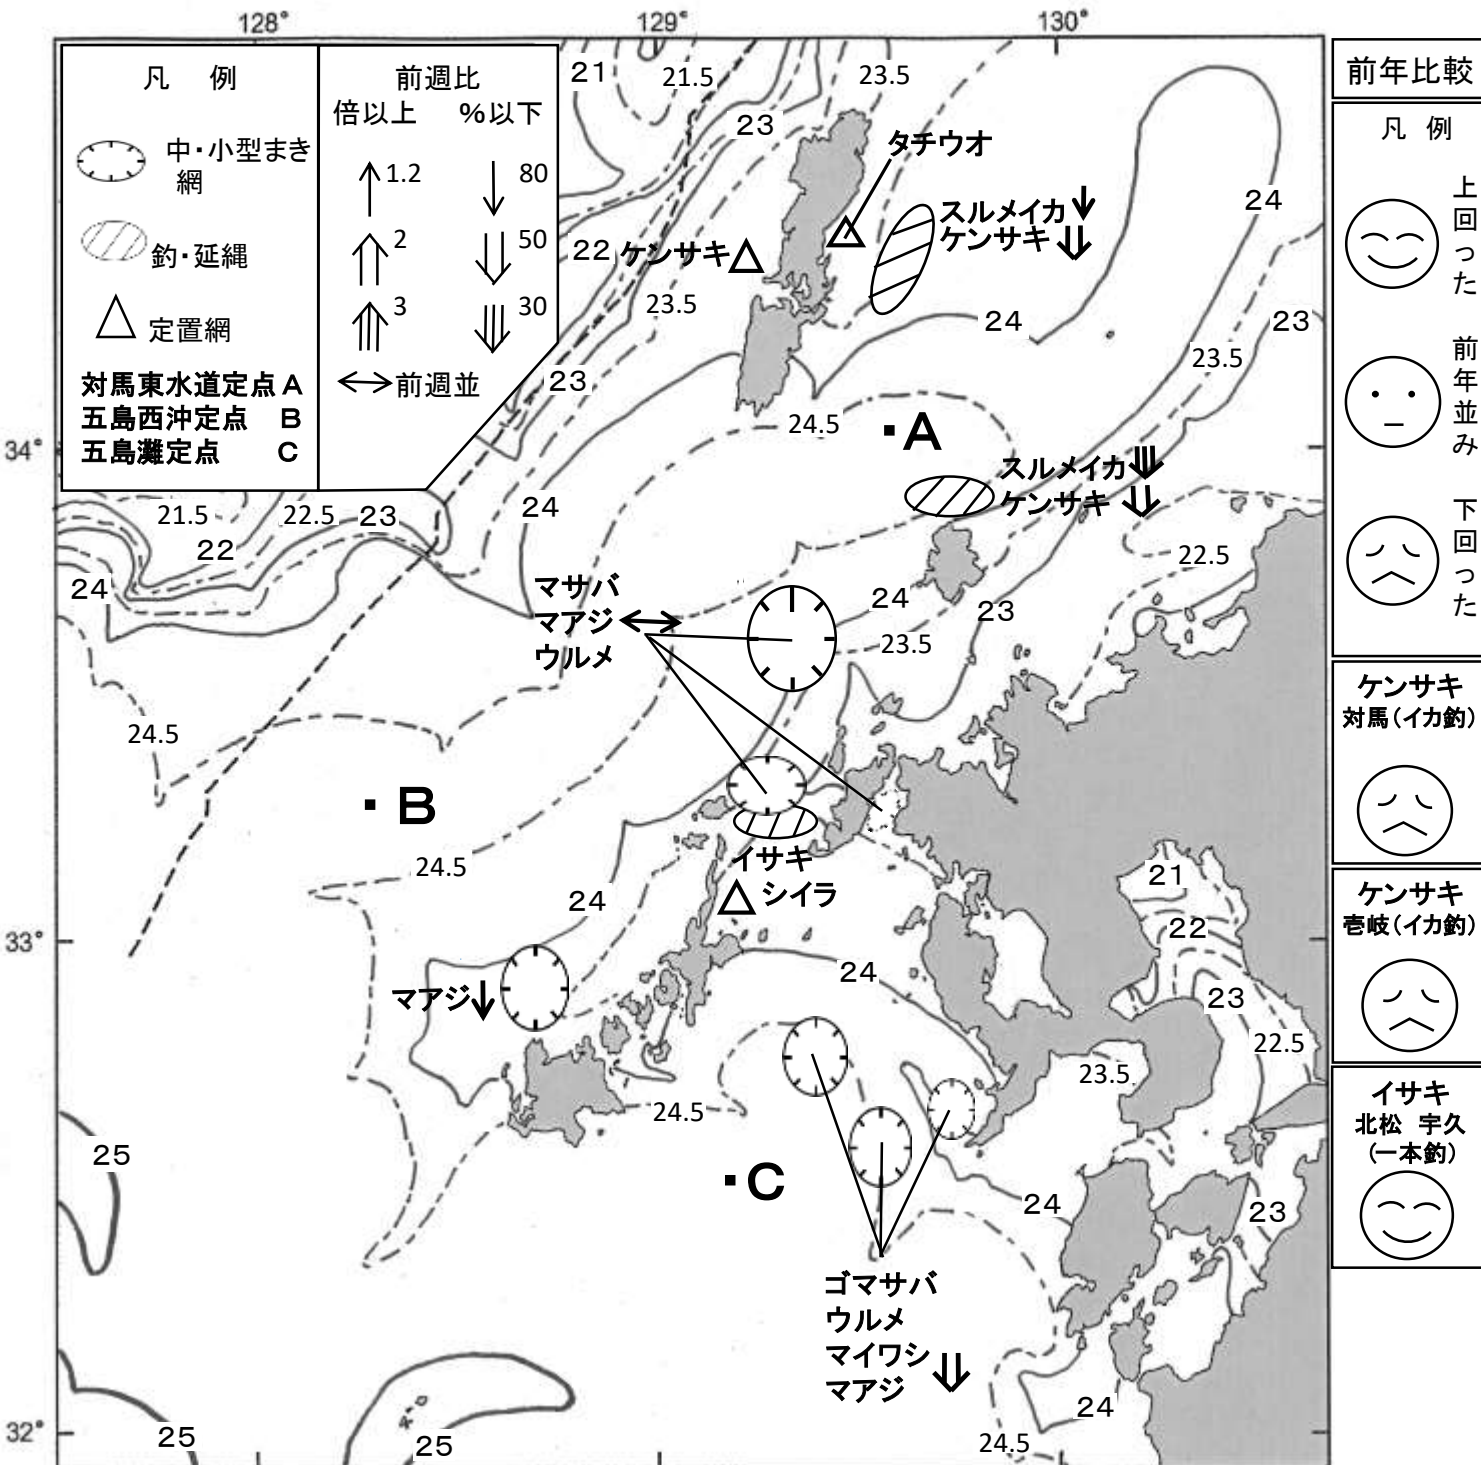 128°
129°
130°
凡 例
中・小型まき
網
釣・延縄
定置網
対馬東水道定点 A
五島西沖定点 B
五島灘定点 C
前週比
倍以上 %以下
1.2 80
2 50
3 30
前週並
21
21.5
23.5
23
タチウオ
スルメイカ
ケンサキ
24
22
ケンサキ
23.5
24
23
23.5
23
24.5
A
34°
スルメイカ
ケンサキ
21.5
22.5
23
24
22
22.5
24
マサバ
マアジ
ウルメ
24
23
23.5
24.5
B
24.5
イサキ
シイラ
24
21
22
33°
マアジ
24
23
22.5
23.5
24.5
25
C
24
23
ゴマサバ
ウルメ
マイワシ
マアジ
24
24.5
32°
25
25
前年比較
凡 例
上回った
前年並み
下回った
ケンサキ
対馬(イカ釣)
ケンサキ
壱岐(イカ釣)
イサキ
北松 宇久
(一本釣)